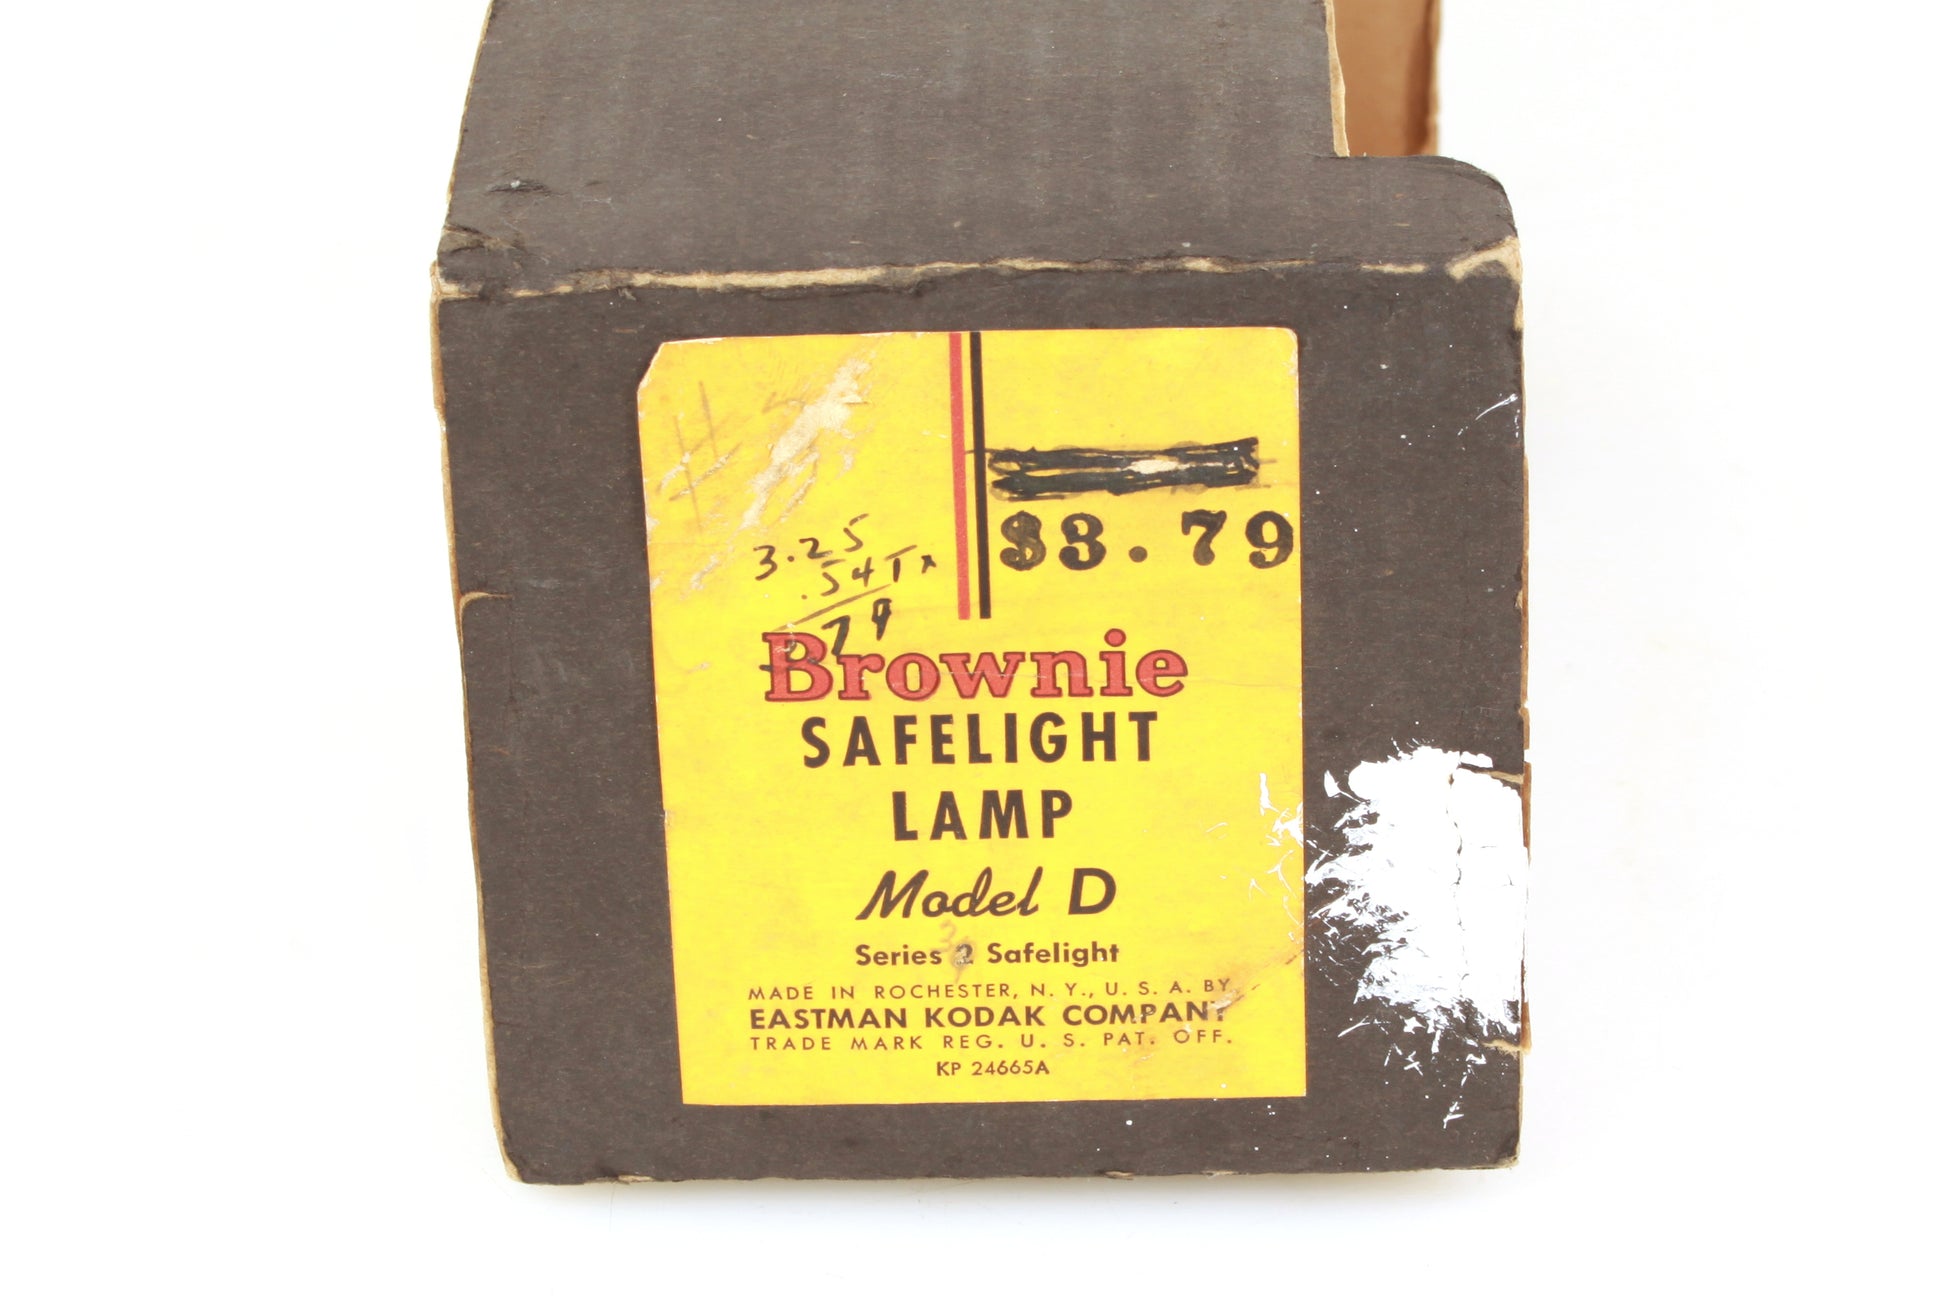 $3.79
3.25
.54 Tx
3.79
Brownie
SAFELIGHT
LAMP
Model D
3
Series 2 Safelight
MADE IN ROCHESTER, N. Y., U. S. A. BY
EASTMAN KODAK COMPANY
TRADE MARK REG. U. S. PAT. OFF.
KP 24665A